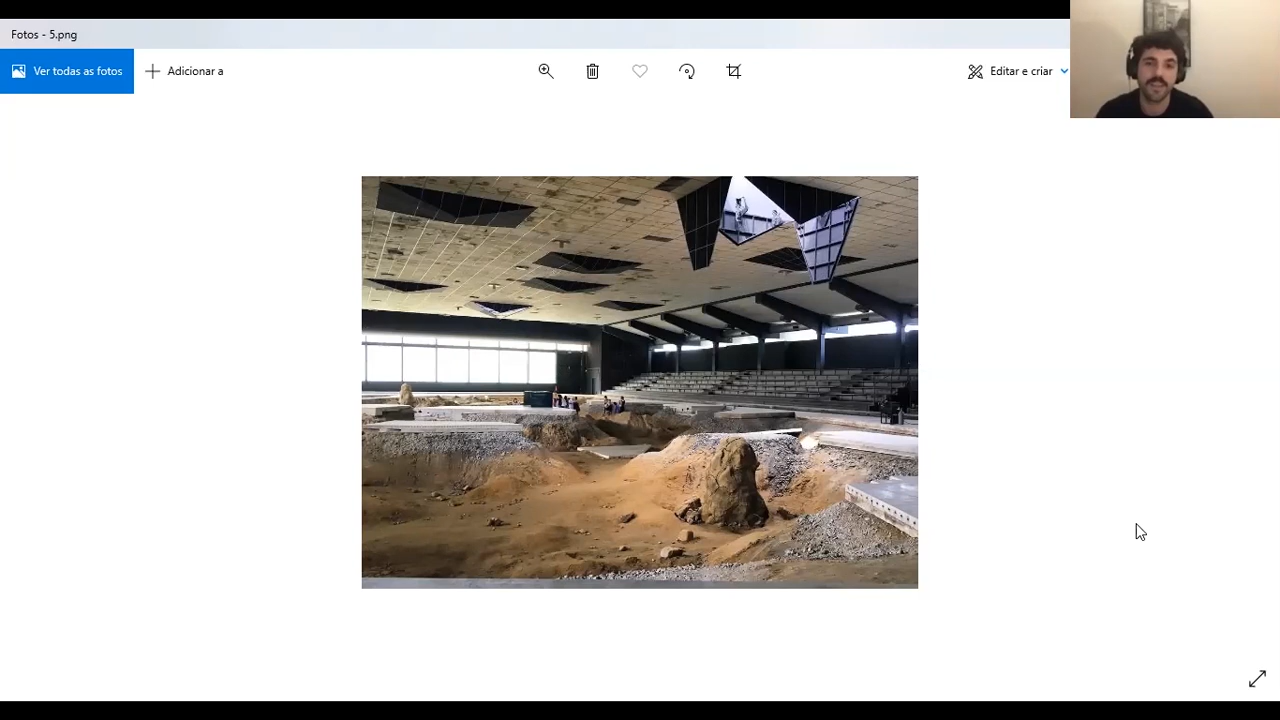 Fotos - 5.png
Ver todas as fotos
Adicionar a
Editar e criar